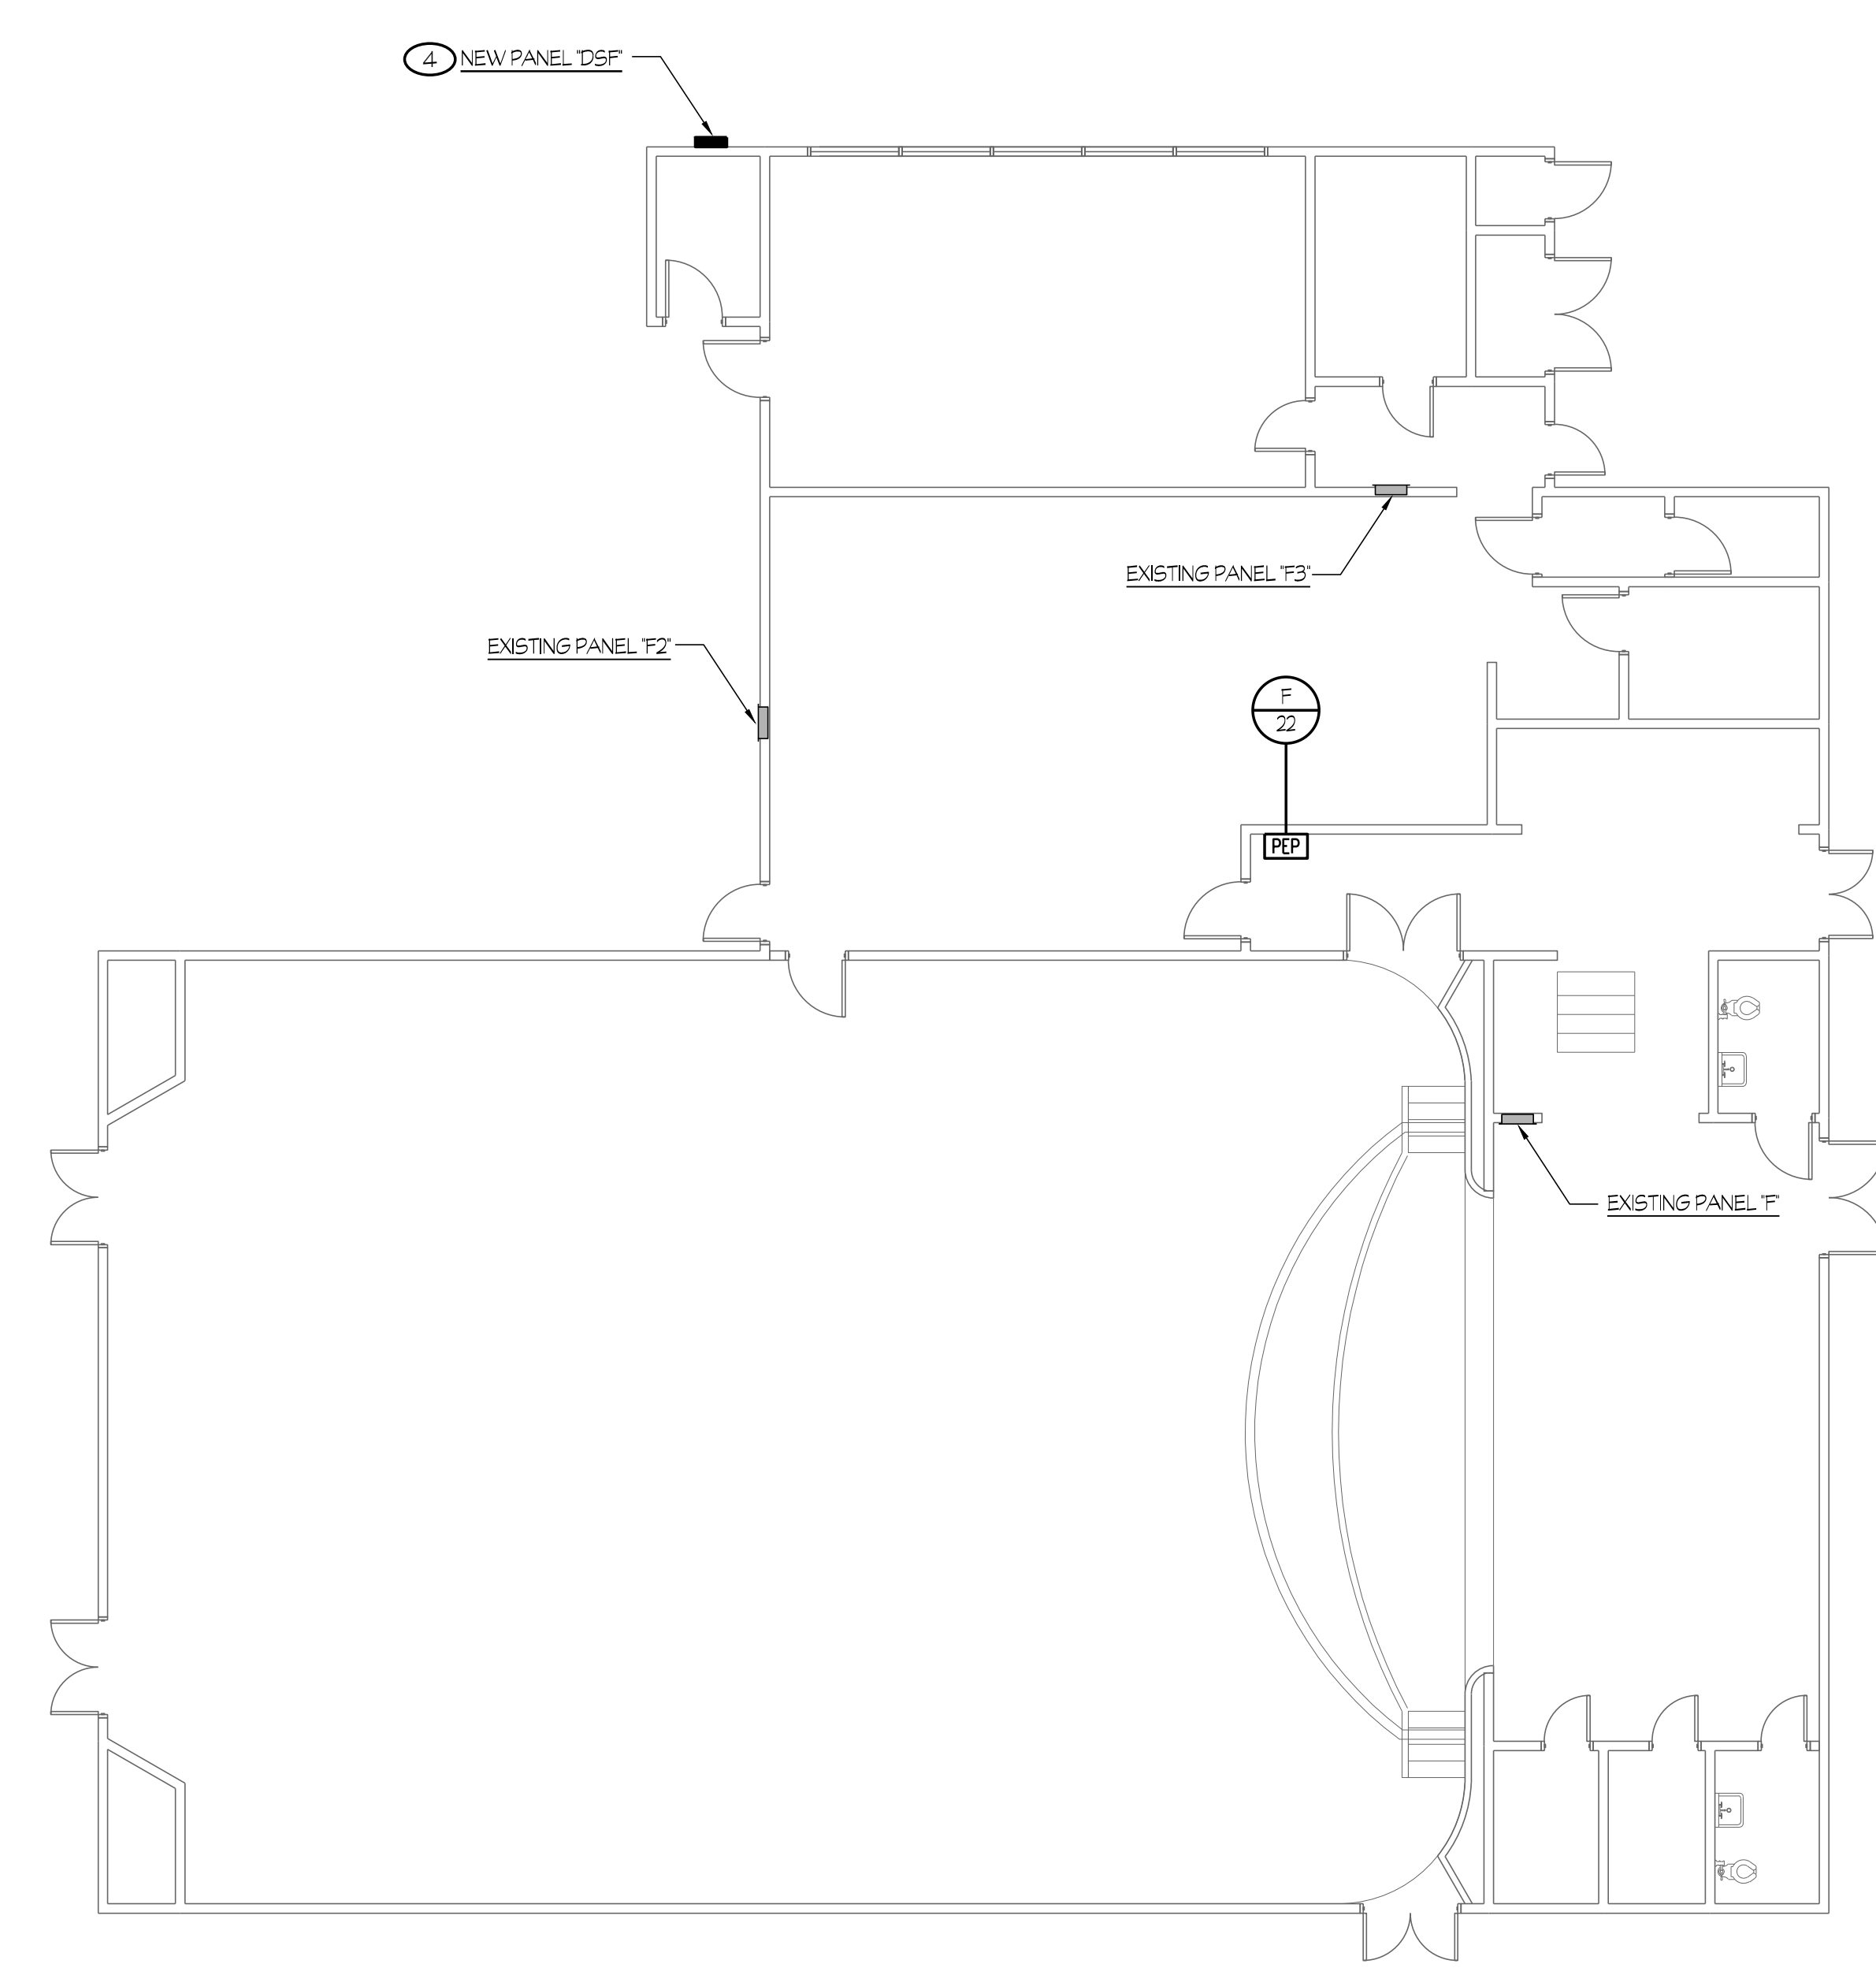 4 NEW PANEL "DSF"
EXISTING PANEL "F3"
EXISTING PANEL "F2"
F
22
PEP
EXISTING PANEL "F"